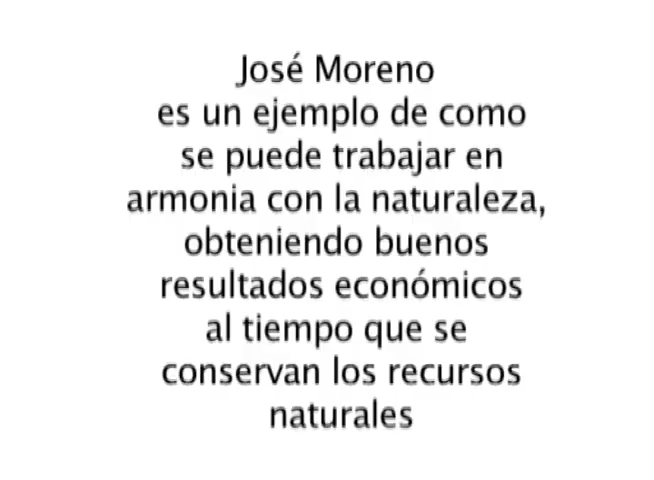 José Moreno
es un ejemplo de como
se puede trabajar en
armonia con la naturaleza,
obteniendo buenos
resultados económicos
al tiempo que se
conservan los recursos
naturales